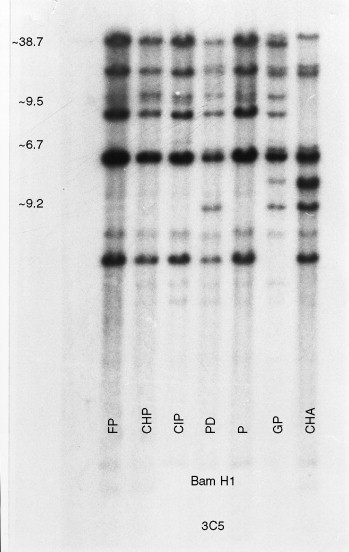 ~38.7
~9.5
~6.7
~9.2
FP CHP CIP PD P GP CHA
Bam H1
3C5